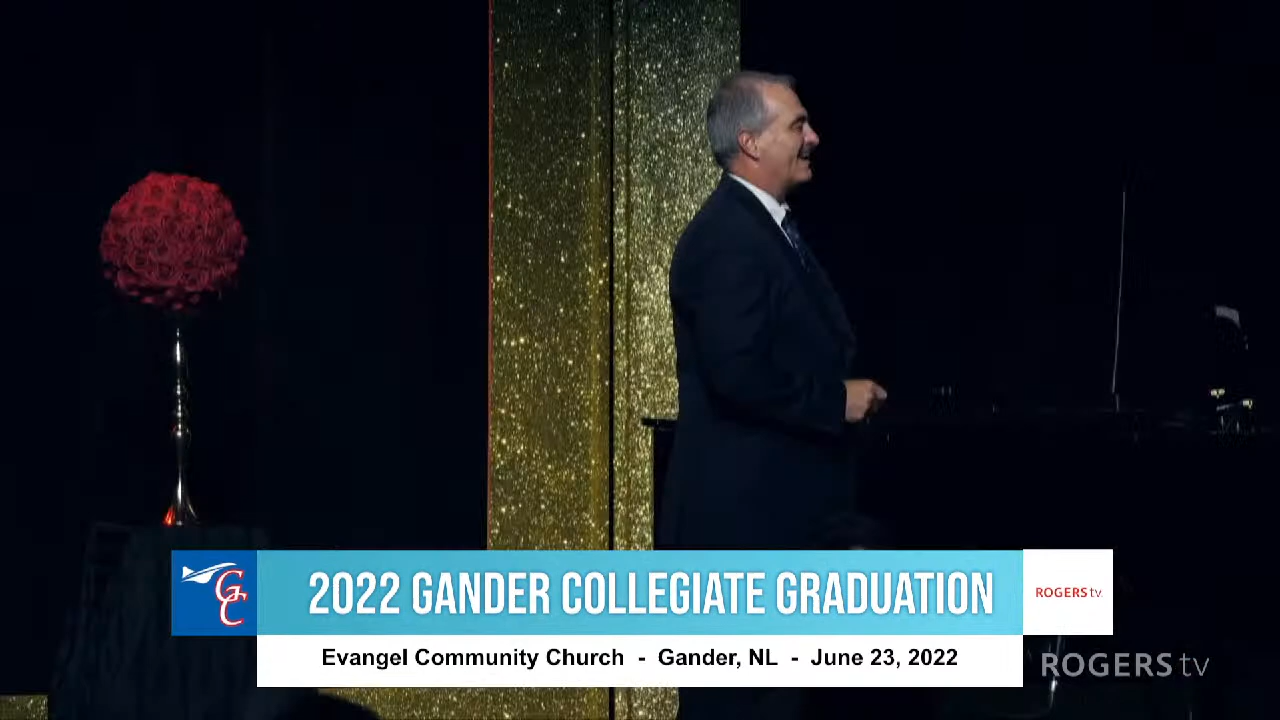 GC
2022 GANDER COLLEGIATE GRADUATION
ROGERS tv
Evangel Community Church - Gander, NL - June 23, 2022
ROGERS tv